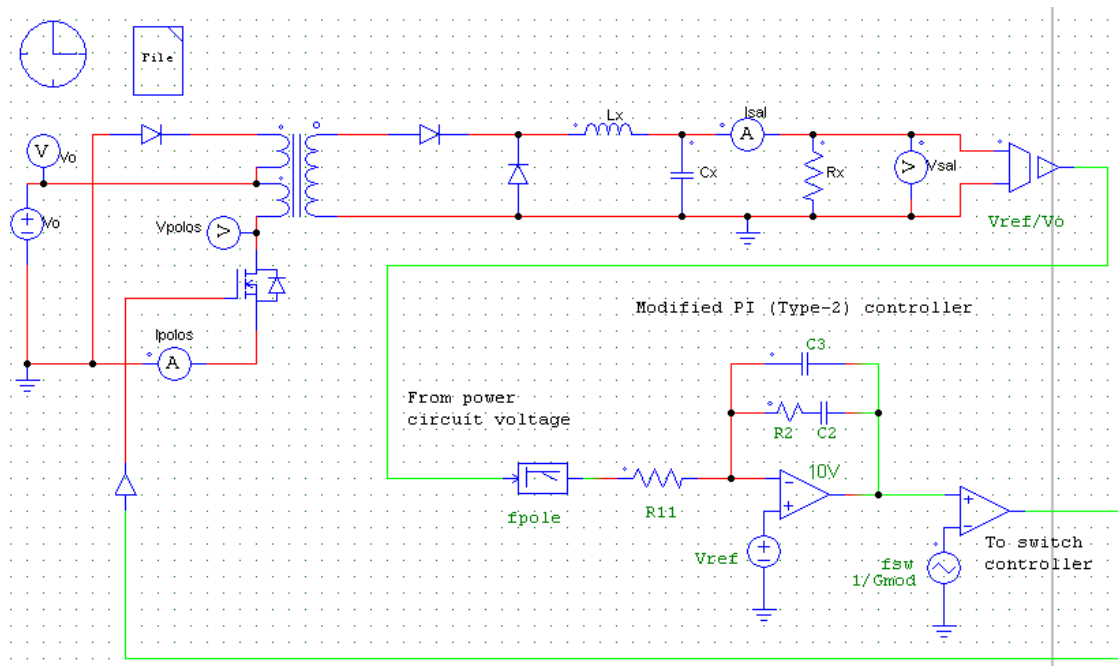 File
Lx
Isal
A
V
Vo
Cx
Rx
V
Vsal
Vo
Vpolos
V
Vref/Vo
Modified PI (Type-2) controller
Ipolos
A
C3
From power
circuit voltage
R2
C2
10V
fpole
R11
Vref
To switch
controller
fsw
1/Gmod